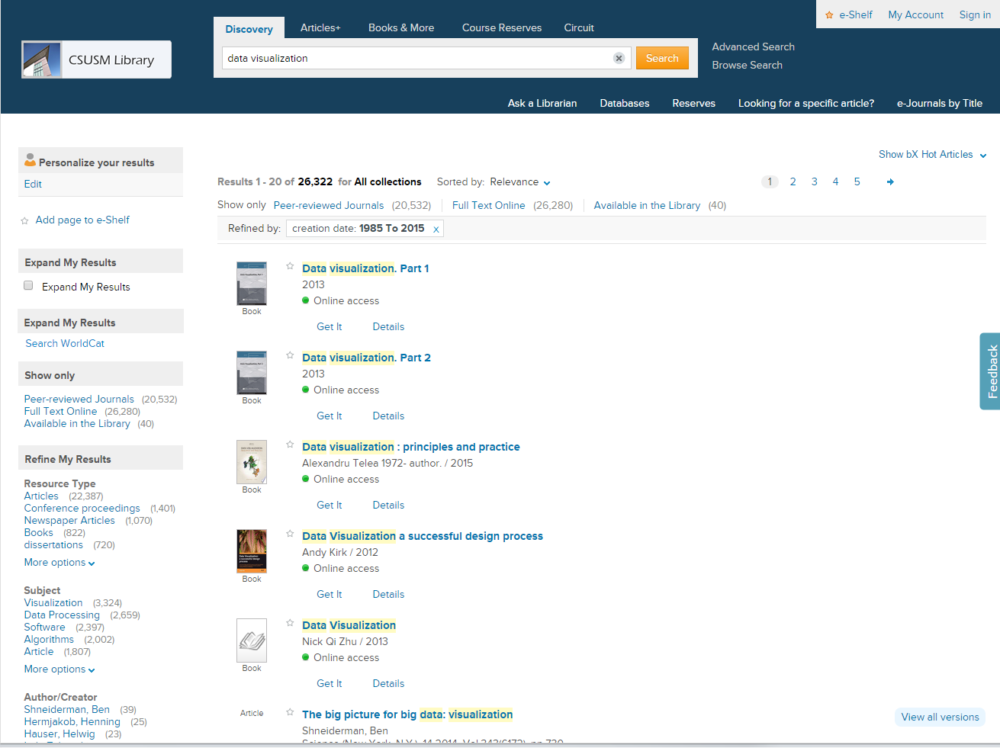 e-Shelf My Account Sign in
Discovery Articles+ Books & More Course Reserves Circuit
CSUSM Library
data visualization Search
Advanced Search
Browse Search
Ask a Librarian Databases Reserves Looking for a specific article? e-Journals by Title
Personalize your results
Edit
Add page to e-Shelf
Expand My Results
Expand My Results
Expand My Results
Search WorldCat
Show only
Peer-reviewed Journals (20,532)
Full Text Online (26,280)
Available in the Library (40)
Refine My Results
Resource Type
Articles (22,387)
Conference proceedings (1,401)
Newspaper Articles (1,070)
Books (822)
dissertations (720)
More options
Subject
Visualization (3,324)
Data Processing (2,659)
Software (2,397)
Algorithms (2,002)
Article (1,807)
More options
Author/Creator
Shneiderman, Ben (39)
Hermjakob, Henning (25)
Hauser, Helwig (23)
Show bX Hot Articles
Results 1 - 20 of 26,322 for All collections Sorted by: Relevance 1 2 3 4 5
Show only Peer-reviewed Journals (20,532) Full Text Online (26,280) Available in the Library (40)
Refined by: creation date: 1985 To 2015 x
Data visualization. Part 1
2013
Online access
Book
Get It Details
Data visualization. Part 2
2013
Online access
Book
Get It Details
Data visualization : principles and practice
Alexandru Telea 1972- author. / 2015
Online access
Book
Get It Details
Data Visualization a successful design process
Andy Kirk / 2012
Online access
Book
Get It Details
Data Visualization
Nick Qi Zhu / 2013
Online access
Book
Get It Details
Article The big picture for big data: visualization
View all versions
Shneiderman, Ben
Feedback